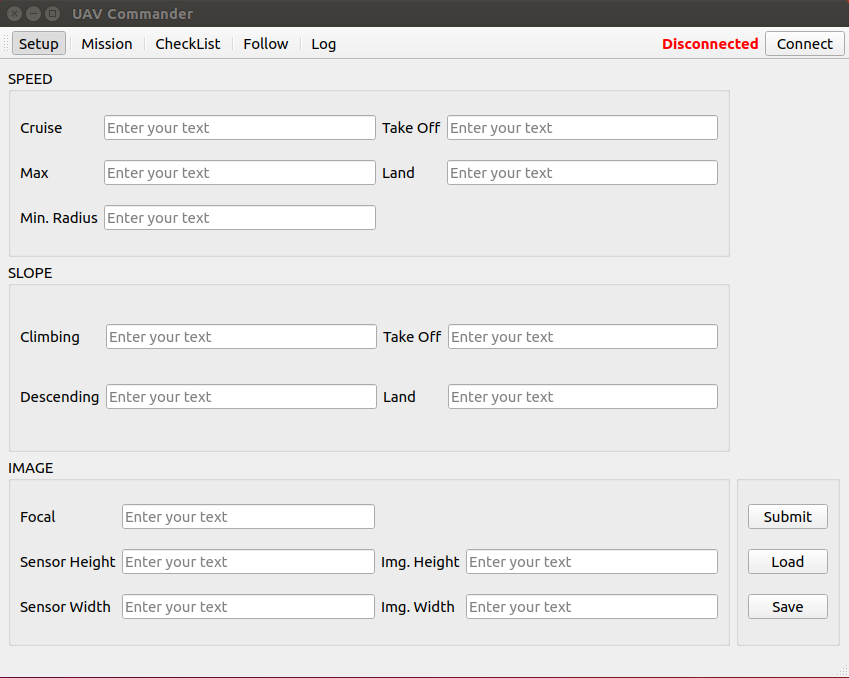 UAV Commander
Setup Mission CheckList Follow Log Disconnected Connect
SPEED
Cruise Enter your text Take Off Enter your text
Max Enter your text Land Enter your text
Min. Radius Enter your text
SLOPE
Climbing Enter your text Take Off Enter your text
Descending Enter your text Land Enter your text
IMAGE
Focal Enter your text Submit
Sensor Height Enter your text Img. Height Enter your text Load
Sensor Width Enter your text Img. Width Enter your text Save